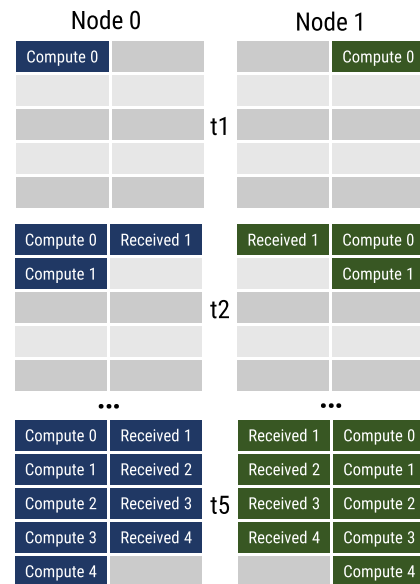 Node 0 Node 1
Compute 0 Compute 0
t1
Compute 0 Received 1 Received 1 Compute 0
Compute 1 Compute 1
t2
... ...
Compute 0 Received 1 Received 1 Compute 0
Compute 1 Received 2 Received 2 Compute 1
Compute 2 Received 3 t5 Received 3 Compute 2
Compute 3 Received 4 Received 4 Compute 3
Compute 4 Compute 4